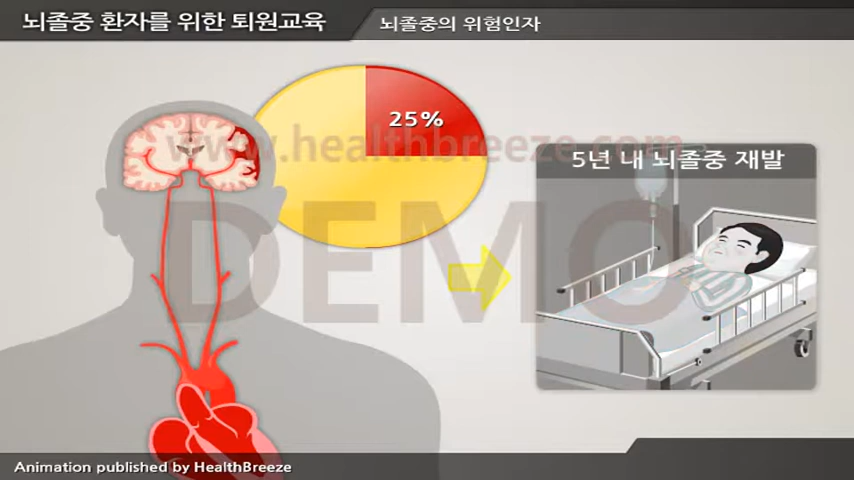 뇌졸중 환자를 위한 퇴원교육
뇌졸중의 위험인자
25%
www.healthbreeze.com
5년 내 뇌졸중 재발
DEMO
Animation published by HealthBreeze